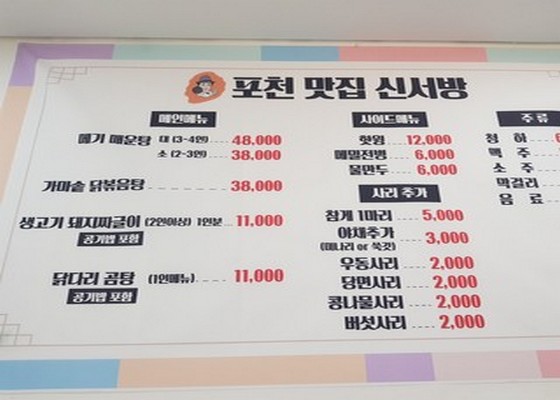 포천 맛집 신서방
메인메뉴
메기 매운탕 대 (3-4인) 48,000
소 (2-3인) 38,000
가마솥 닭볶음탕 38,000
생고기 돼지짜글이 (2인이상) 1인분 11,000
공기밥 포함
닭다리 곰탕 (1인메뉴) 11,000
공기밥 포함
사이드메뉴
핫윙 12,000
메밀전병 6,000
물만두 6,000
사리 추가
참게 1마리 5,000
야채추가 3,000
(미나리 or 쑥갓)
우동사리 2,000
당면사리 2,000
콩나물사리 2,000
버섯사리 2,000
주류
청하
맥주
소주
막걸리
음료